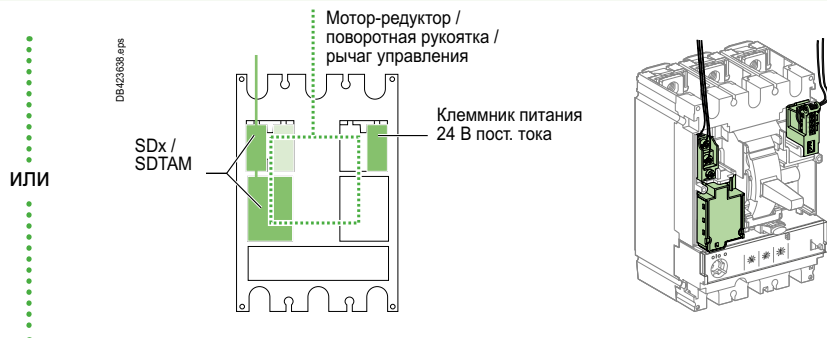 ИЛИ
DB423638.eps
Мотор-редуктор /
поворотная рукоятка /
рычаг управления
SDx /
SDTAM
Клеммник питания
24 В пост. тока